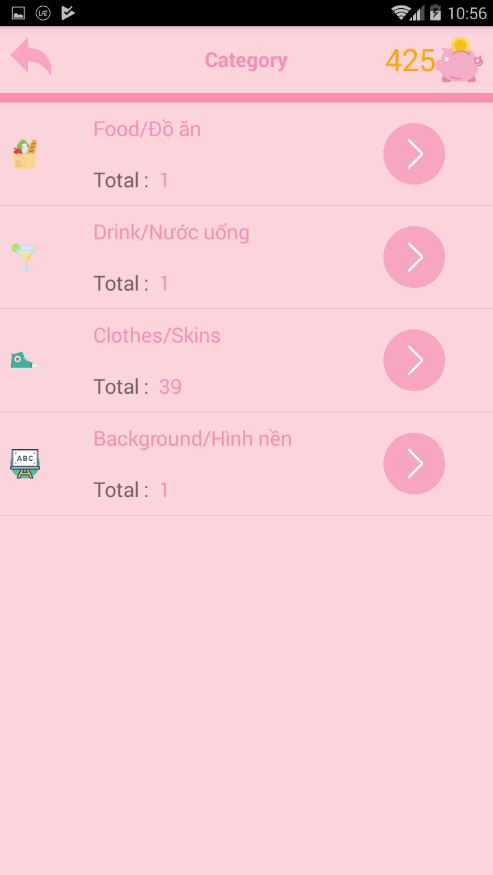 10:56
Category
425
Food/Đồ ăn
Total : 1
Drink/Nước uống
Total : 1
Clothes/Skins
Total : 39
ABC
Background/Hình nền
Total : 1